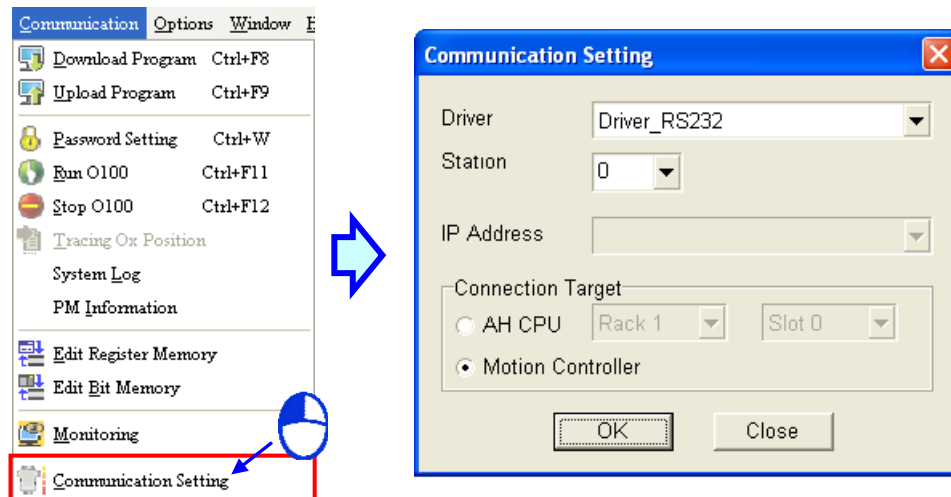 Communication Options Window
Download Program Ctrl+F8
Upload Program Ctrl+F9
Password Setting Ctrl+W
Run O100 Ctrl+F11
Stop O100 Ctrl+F12
Tracing Ox Position
System Log
PM Information
Edit Register Memory
Edit Bit Memory
Monitoring
Communication Setting
Communication Setting
Driver Driver_RS232
Station 0
IP Address
Connection Target
AH CPU Rack 1 Slot 0
Motion Controller
OK Close